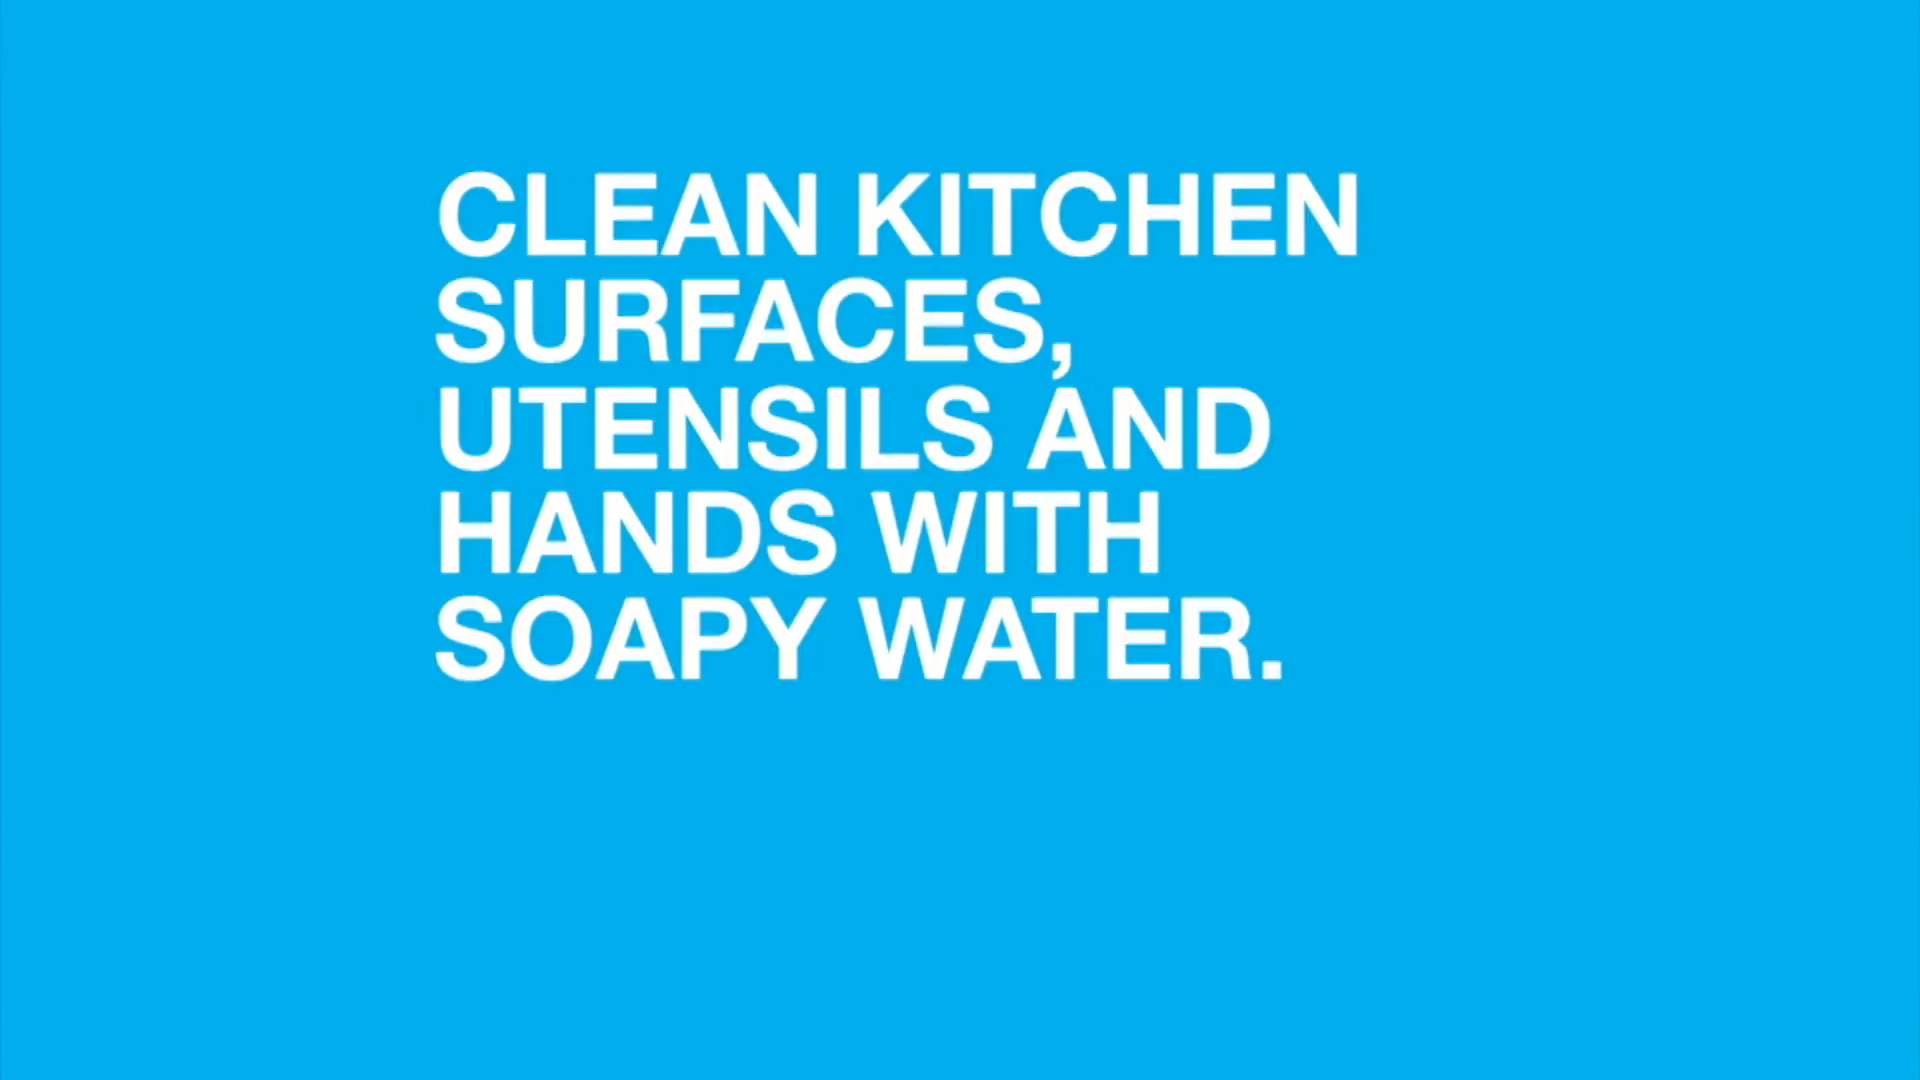 CLEAN KITCHEN
SURFACES,
UTENSILS AND
HANDS WITH
SOAPY WATER.